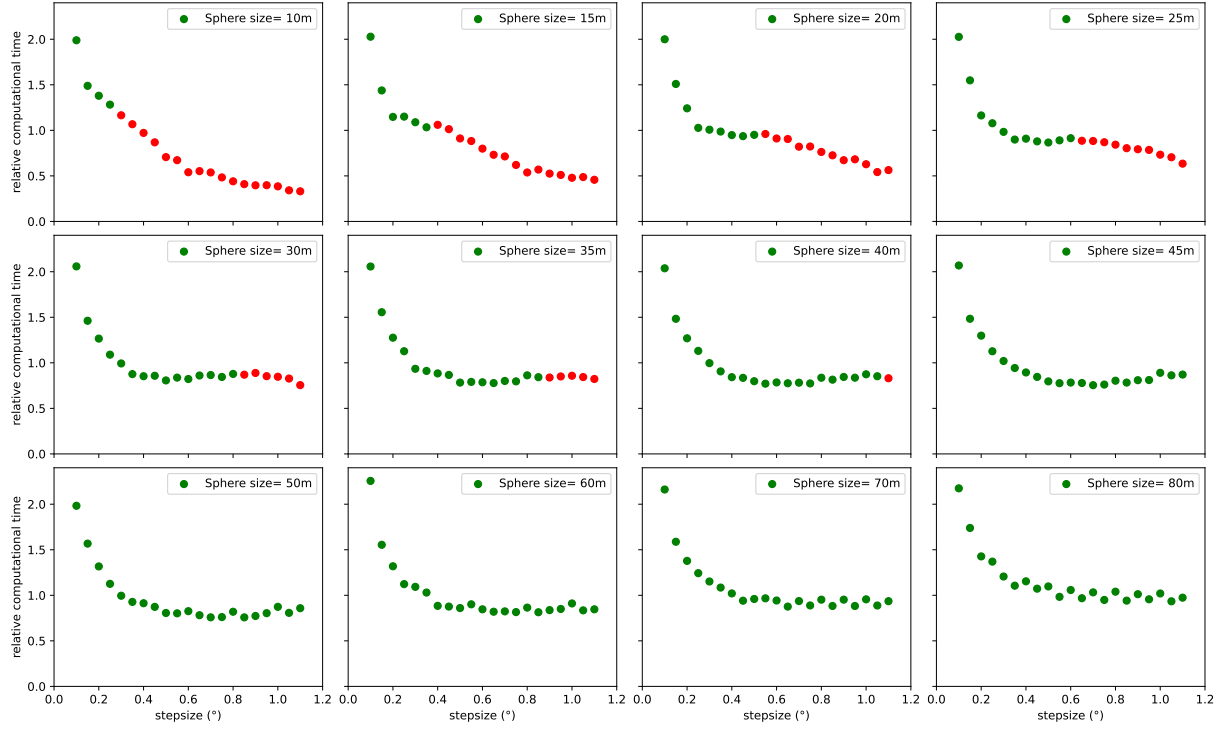 Sphere size= 10m
Sphere size= 15m
Sphere size= 20m
Sphere size= 25m
relative computational time
2.0
1.5
1.0
0.5
0.0
Sphere size= 30m
Sphere size= 35m
Sphere size= 40m
Sphere size= 45m
relative computational time
2.0
1.5
1.0
0.5
0.0
Sphere size= 50m
Sphere size= 60m
Sphere size= 70m
Sphere size= 80m
relative computational time
2.0
1.5
1.0
0.5
0.0
0.0 0.2 0.4 0.6 0.8 1.0 1.2
0.0 0.2 0.4 0.6 0.8 1.0 1.2
0.0 0.2 0.4 0.6 0.8 1.0 1.2
0.0 0.2 0.4 0.6 0.8 1.0 1.2
stepsize (°)
stepsize (°)
stepsize (°)
stepsize (°)